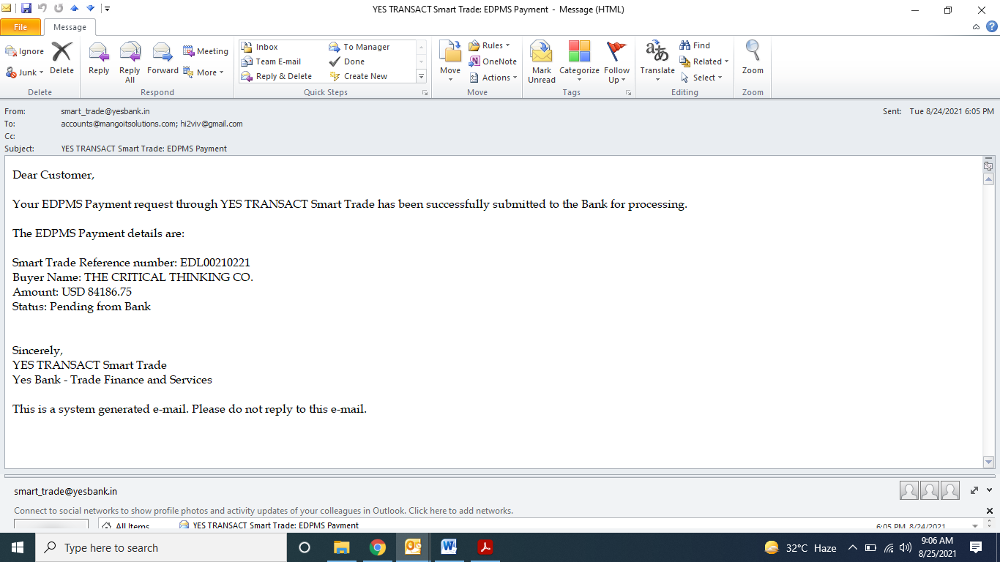 YES TRANSACT Smart Trade: EDPMS Payment - Message (HTML)
File Message
Ignore
Junk
Delete
Delete
Reply
Reply All
Forward
Meeting
More
Respond
Inbox
Team E-mail
Reply & Delete
To Manager
Done
Create New
Quick Steps
Move
Rules
OneNote
Actions
Move
Mark Unread
Categorize
Follow Up
Tags
Translate
Find
Related
Select
Editing
Zoom
Zoom
From: smart_trade@yesbank.in
Sent: Tue 8/24/2021 6:05 PM
To: accounts@mangoitsolutions.com; hi2viv@gmail.com
Cc:
Subject: YES TRANSACT Smart Trade: EDPMS Payment
Dear Customer,
Your EDPMS Payment request through YES TRANSACT Smart Trade has been successfully submitted to the Bank for processing.
The EDPMS Payment details are:
Smart Trade Reference number: EDL00210221
Buyer Name: THE CRITICAL THINKING CO.
Amount: USD 84186.75
Status: Pending from Bank
Sincerely,
YES TRANSACT Smart Trade
Yes Bank - Trade Finance and Services
This is a system generated e-mail. Please do not reply to this e-mail.
smart_trade@yesbank.in
Connect to social networks to show profile photos and activity updates of your colleagues in Outlook. Click here to add networks.
All Items YES TRANSACT Smart Trade: EDPMS Payment 6:05 PM 8/24/2021
Type here to search
32°C Haze
9:06 AM
8/25/2021